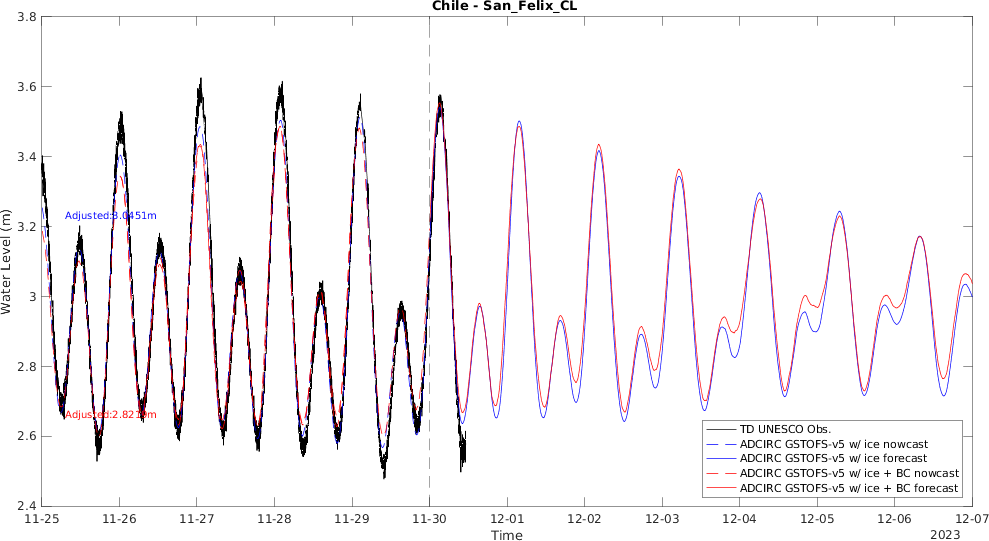 Chile - San_Felix_CL
3.8
3.6
3.4
3.2
3
2.8
2.6
2.4
Water Level (m)
Adjusted:3.0451m
TD UNESCO Obs.
ADCIRC GSTOFS-v5 w/ ice nowcast
ADCIRC GSTOFS-v5 w/ ice forecast
ADCIRC GSTOFS-v5 w/ ice + BC nowcast
ADCIRC GSTOFS-v5 w/ ice + BC forecast
11-25
11-26
11-27
11-28
11-29
11-30
12-01
12-02
12-03
12-04
12-05
12-06
12-07
Time
2023